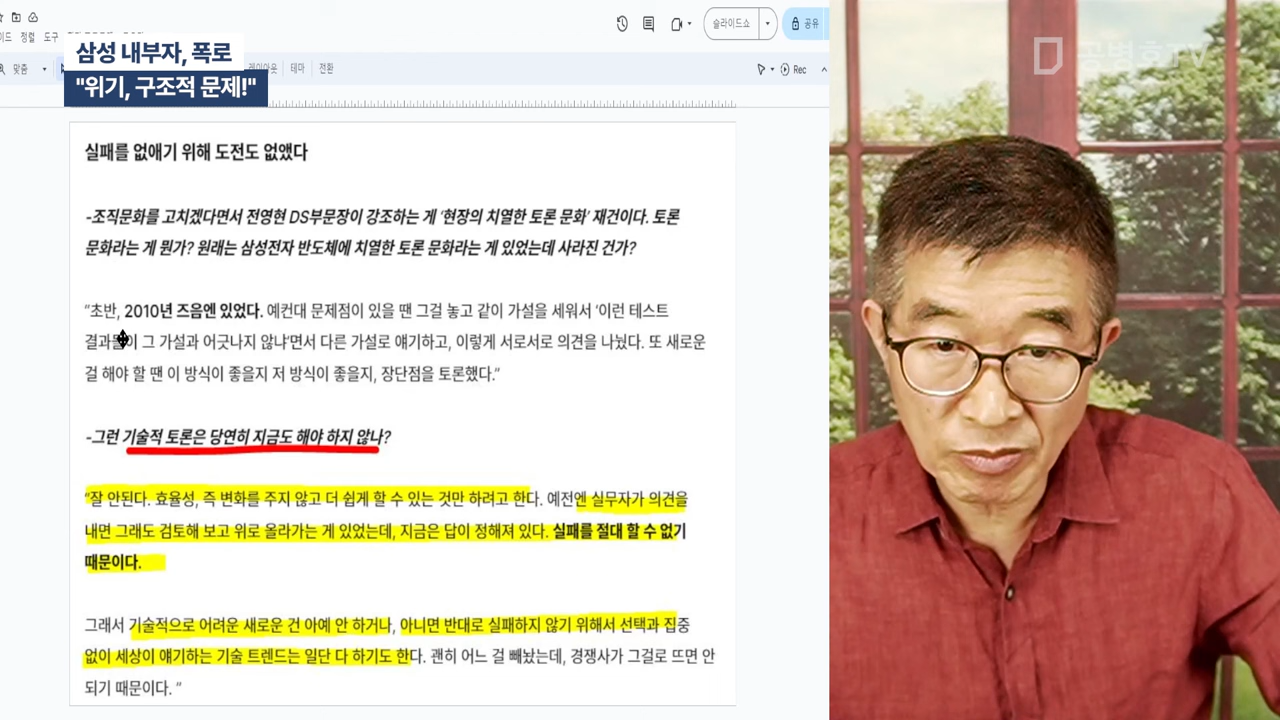 이드 정렬 도구
슬라이드쇼
공유
삼성 내부자, 폭로
"위기, 구조적 문제!"
맞춤
레이아웃
테마
전환
Rec
공병호TV
실패를 없애기 위해 도전도 없앴다
-조직문화를 고치겠다면서 전영현 DS부문장이 강조하는 게 '현장의 치열한 토론 문화' 재건이다. 토론
문화라는 게 뭔가? 원래는 삼성전자 반도체에 치열한 토론 문화라는 게 있었는데 사라진 건가?
"초반, 2010년 즈음엔 있었다. 예컨대 문제점이 있을 땐 그걸 놓고 같이 가설을 세워서 '이런 테스트
결과들이 그 가설과 어긋나지 않냐'면서 다른 가설로 얘기하고, 이렇게 서로서로 의견을 나눴다. 또 새로운
걸 해야 할 땐 이 방식이 좋을지 저 방식이 좋을지, 장단점을 토론했다."
-그런 기술적 토론은 당연히 지금도 해야 하지 않나?
"잘 안된다. 효율성, 즉 변화를 주지 않고 더 쉽게 할 수 있는 것만 하려고 한다. 예전엔 실무자가 의견을
내면 그래도 검토해 보고 위로 올라가는 게 있었는데, 지금은 답이 정해져 있다. 실패를 절대 할 수 없기
때문이다.
그래서 기술적으로 어려운 새로운 건 아예 안 하거나, 아니면 반대로 실패하지 않기 위해서 선택과 집중
없이 세상이 얘기하는 기술 트렌드는 일단 다 하기도 한다. 괜히 어느 걸 빼놨는데, 경쟁사가 그걸로 뜨면 안
되기 때문이다. "